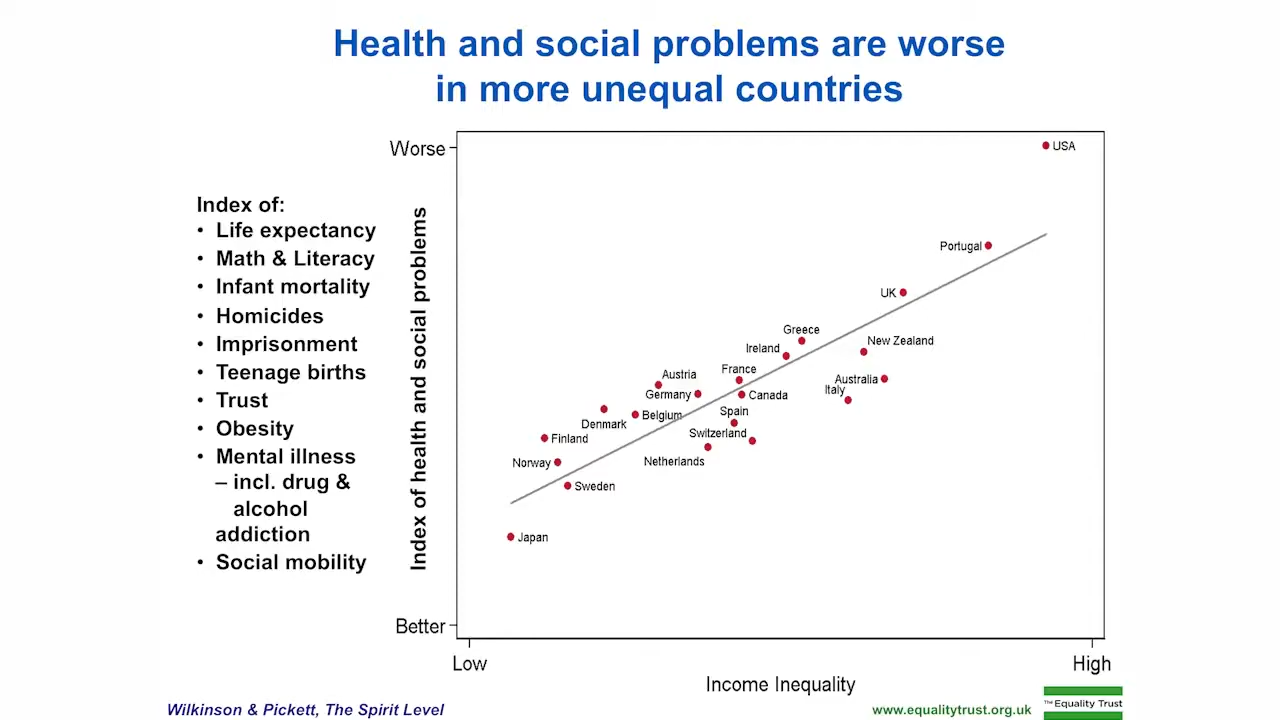 Health and social problems are worse
in more unequal countries
Index of:
• Life expectancy
• Math & Literacy
• Infant mortality
• Homicides
• Imprisonment
• Teenage births
• Trust
• Obesity
• Mental illness
– incl. drug &
alcohol
addiction
• Social mobility
Index of health and social problems
Worse
Better
USA
Portugal
UK
Greece
New Zealand
Ireland
France
Austria
Australia
Germany
Canada
Italy
Belgium
Spain
Denmark
Switzerland
Finland
Netherlands
Norway
Sweden
Japan
Low
High
Income Inequality
Wilkinson & Pickett, The Spirit Level
www.equalitytrust.org.uk
The Equality Trust